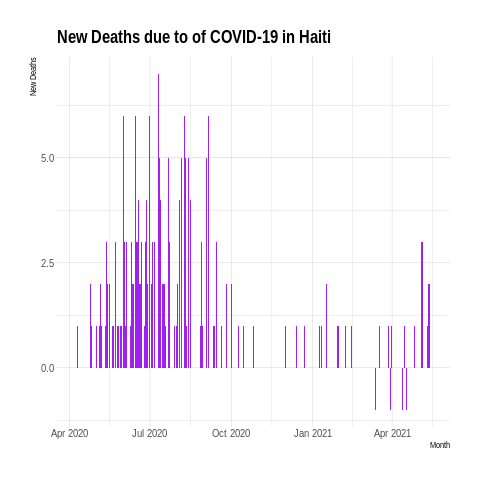 New Deaths due to of COVID-19 in Haiti
New Deaths
5.0
2.5
0.0
Apr 2020 Jul 2020 Oct 2020 Jan 2021 Apr 2021
Month